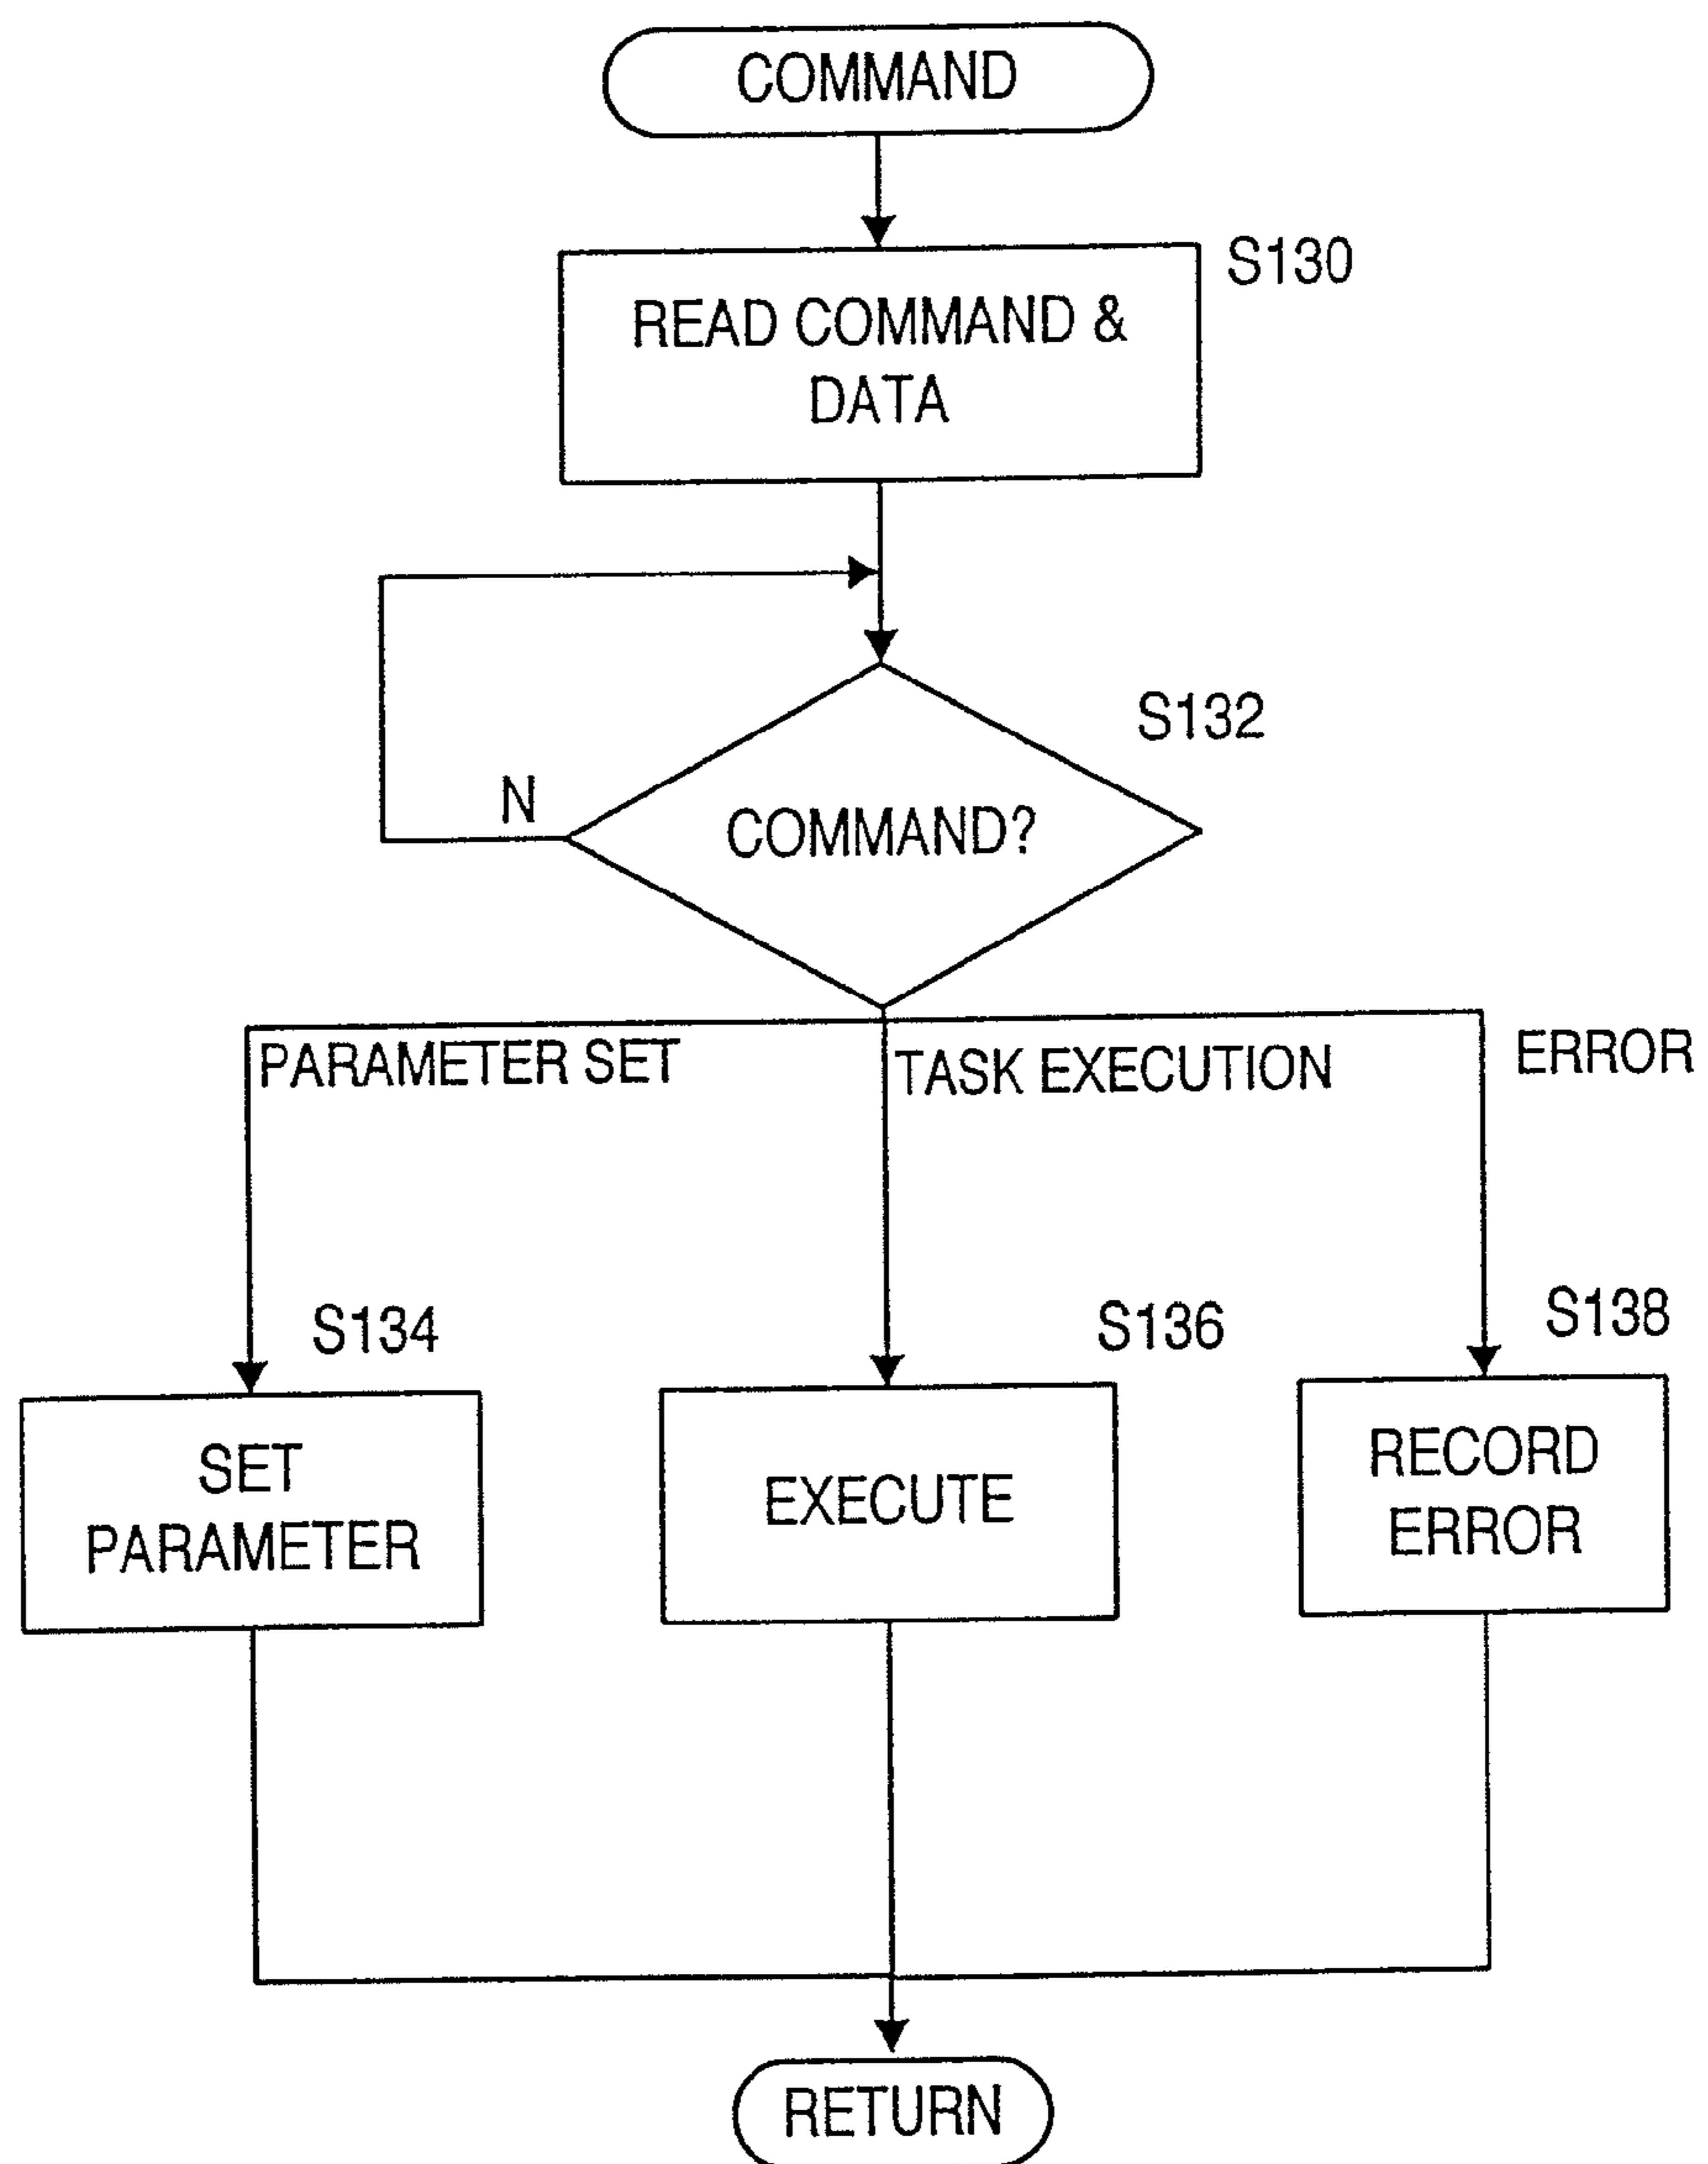 COMMAND
S130
READ COMMAND &
DATA
S132
N
COMMAND?
PARAMETER SET
TASK EXECUTION
ERROR
S134
S136
S138
SET
PARAMETER
EXECUTE
RECORD
ERROR
RETURN